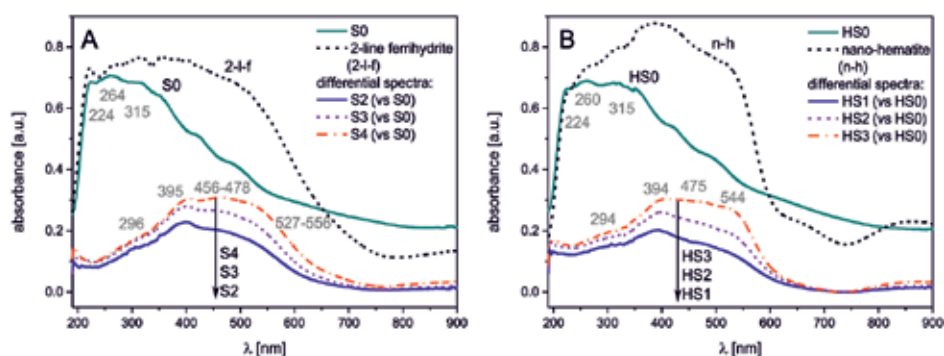 A
S0
2-line ferrihydrite
(2-l-f)
differential spectra:
S2 (vs S0)
S3 (vs S0)
S4 (vs S0)
2-l-f
S0
264
224
315
296
395
456-478
527-556
S4
S3
S2
absorbance [a.u.]
0.8
0.6
0.4
0.2
0.0
200 300 400 500 600 700 800 900
λ [nm]
B
HS0
nano-hematite
(n-h)
differential spectra:
HS1 (vs HS0)
HS2 (vs HS0)
HS3 (vs HS0)
n-h
HS0
260
224
315
294
394
475
544
HS3
HS2
HS1
absorbance [a.u.]
0.8
0.6
0.4
0.2
0.0
200 300 400 500 600 700 800 900
λ [nm]